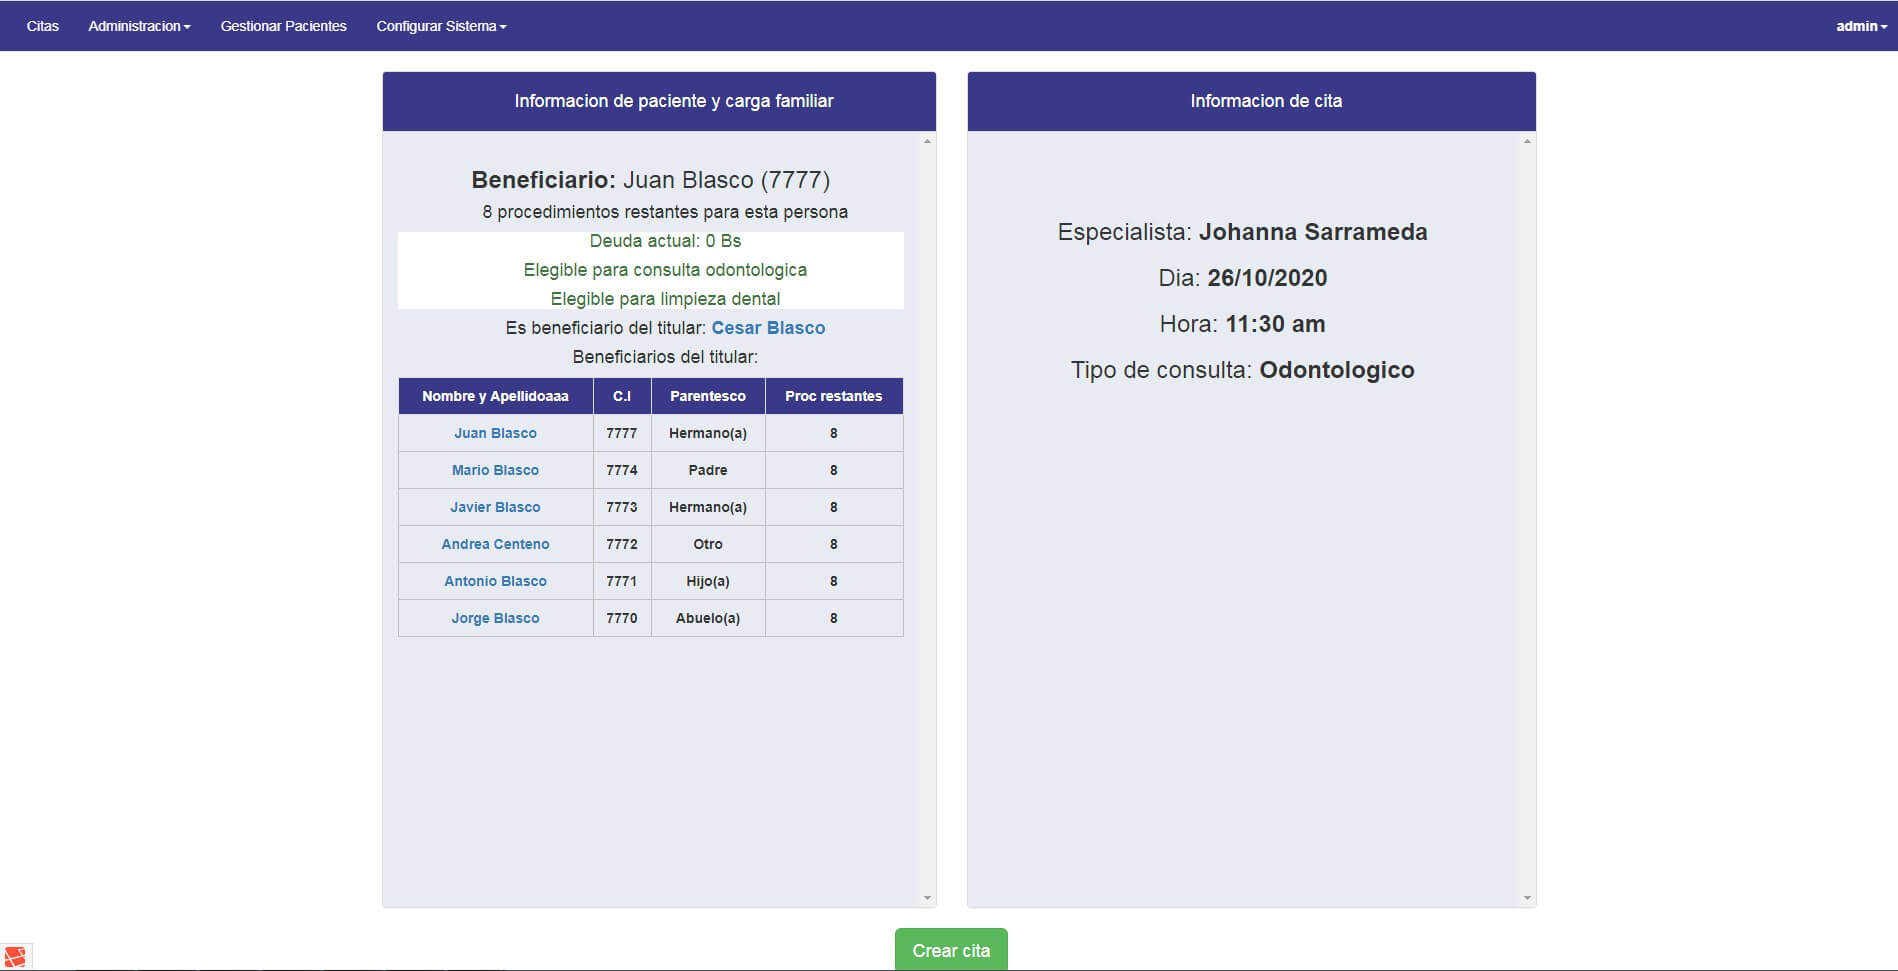 Citas Administracion Gestionar Pacientes Configurar Sistema admin
Informacion de paciente y carga familiar
Beneficiario: Juan Blasco (7777)
8 procedimientos restantes para esta persona
Deuda actual: 0 Bs
Elegible para consulta odontologica
Elegible para limpieza dental
Es beneficiario del titular: Cesar Blasco
Beneficiarios del titular:
Nombre y Apellidoaaa C.I Parentesco Proc restantes
Juan Blasco 7777 Hermano(a) 8
Mario Blasco 7774 Padre 8
Javier Blasco 7773 Hermano(a) 8
Andrea Centeno 7772 Otro 8
Antonio Blasco 7771 Hijo(a) 8
Jorge Blasco 7770 Abuelo(a) 8
Informacion de cita
Especialista: Johanna Sarrameda
Dia: 26/10/2020
Hora: 11:30 am
Tipo de consulta: Odontologico
Crear cita